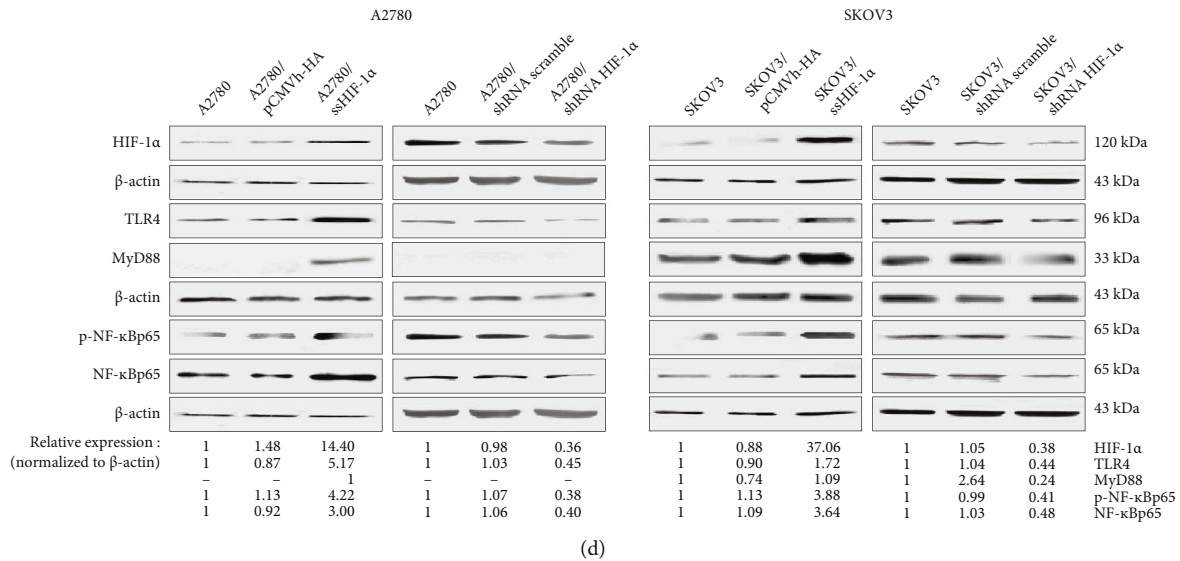 A2780
SKOV3
A2780
A2780/
pCMVh-HA
A2780/
ssHIF-1α
A2780
A2780/
shRNA scramble
A2780/
shRNA HIF-1α
SKOV3
SKOV3/
pCMVh-HA
SKOV3/
ssHIF-1α
SKOV3
SKOV3/
shRNA scramble
SKOV3/
shRNA HIF-1α
HIF-1α 120 kDa
β-actin 43 kDa
TLR4 96 kDa
MyD88 33 kDa
β-actin 43 kDa
p-NF-κBp65 65 kDa
NF-κBp65 65 kDa
β-actin 43 kDa
Relative expression : 1 1.48 14.40 1 0.98 0.36 1 0.88 37.06 1 1.05 0.38 HIF-1α
(normalized to β-actin) 1 0.87 5.17 1 1.03 0.45 1 0.90 1.72 1 1.04 0.44 TLR4
– – 1 – – – 1 0.74 1.09 1 2.64 0.24 MyD88
1 1.13 4.22 1 1.07 0.38 1 1.13 3.88 1 0.99 0.41 p-NF-κBp65
1 0.92 3.00 1 1.06 0.40 1 1.09 3.64 1 1.03 0.48 NF-κBp65
(d)